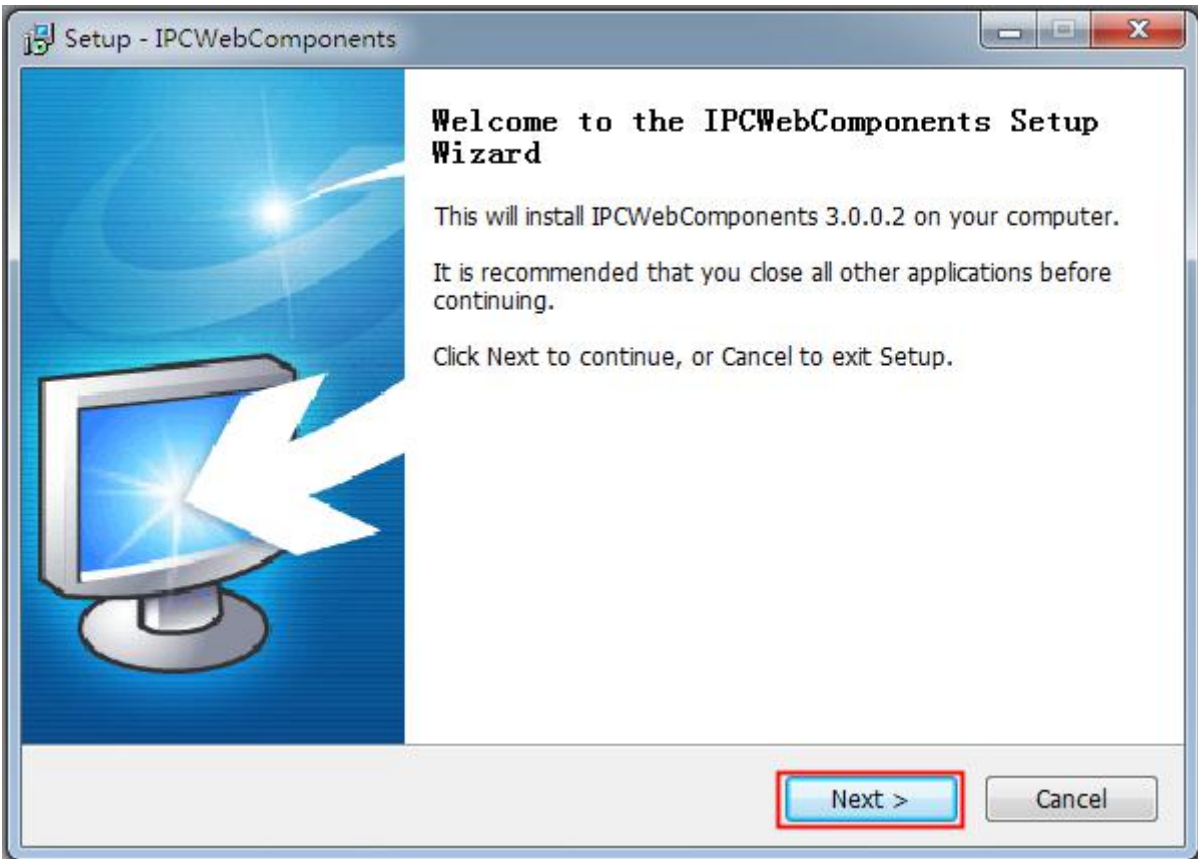 Setup - IPCWebComponents
Welcome to the IPCWebComponents Setup
Wizard
This will install IPCWebComponents 3.0.0.2 on your computer.
It is recommended that you close all other applications before
continuing.
Click Next to continue, or Cancel to exit Setup.
Next >
Cancel